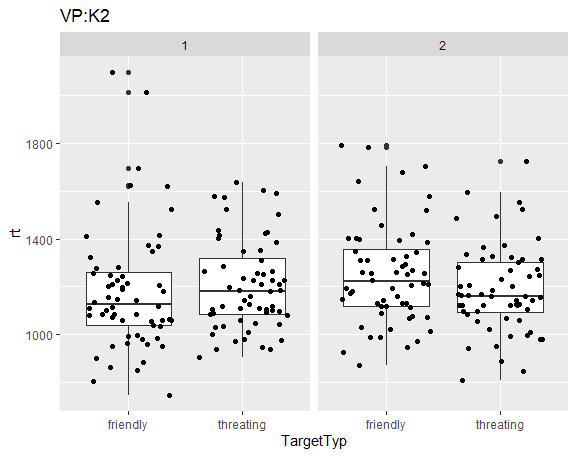 VP:K2
1
2
1800
1400
1000
rt
friendly
threating
friendly
threating
TargetTyp